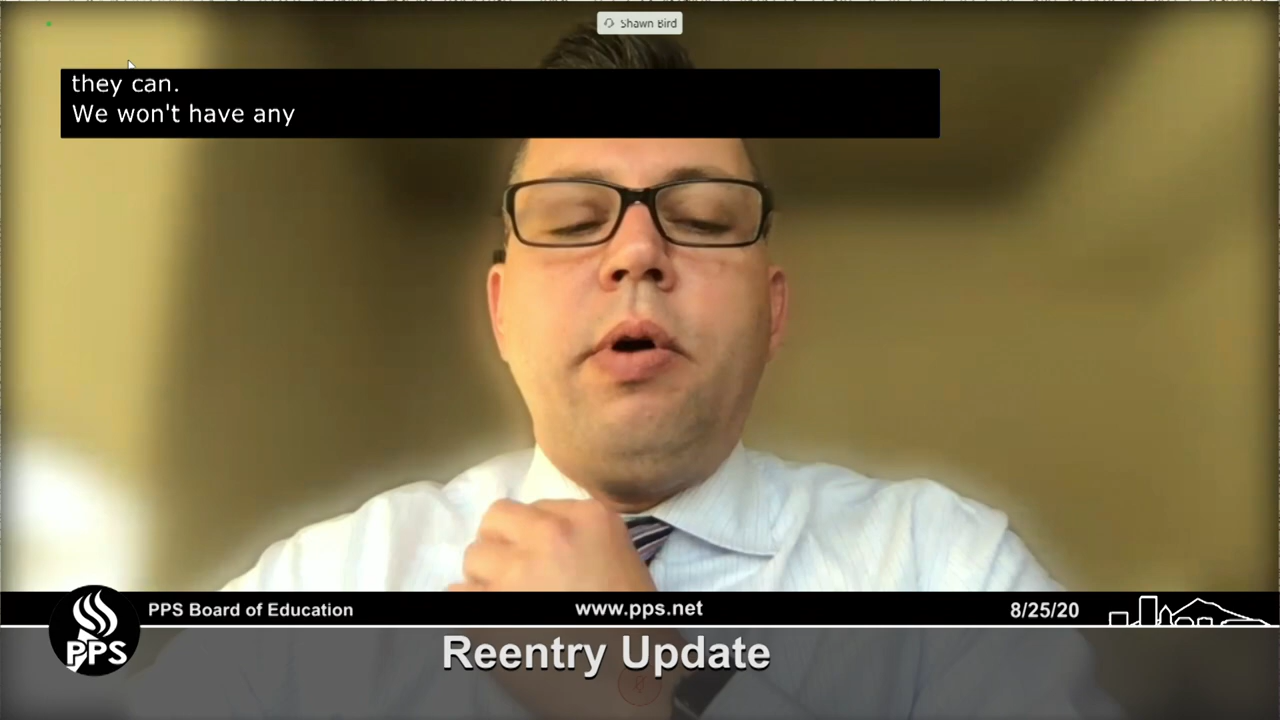 Shawn Bird
they can.
We won't have any
PPS Board of Education
www.pps.net
8/25/20
PPS
Reentry Update